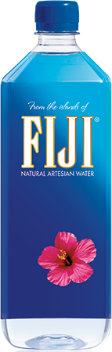 From the islands of
FIJI
NATURAL ARTESIAN WATER